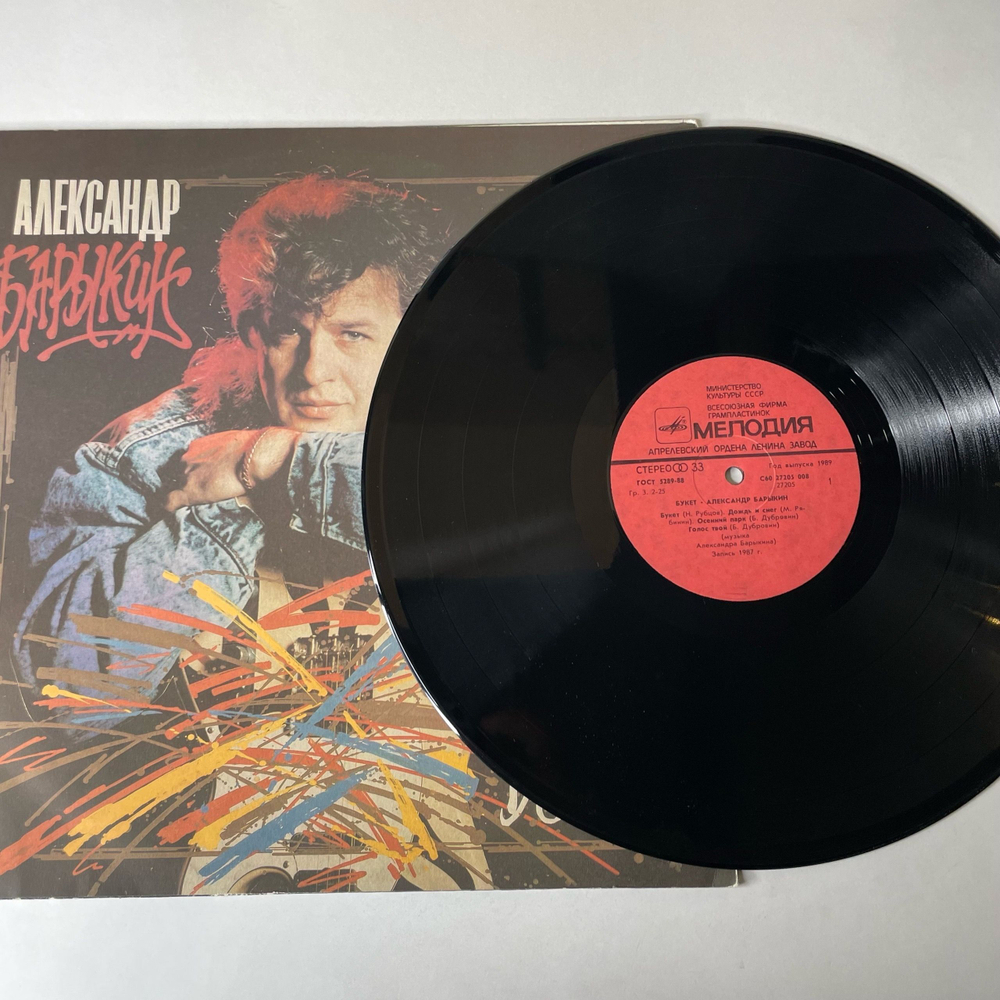 АЛЕКСАНДР
БАРЫКИН
МИНИСТЕРСТВО
КУЛЬТУРЫ СССР
ВСЕСОЮЗНАЯ ФИРМА
ГРАМПЛАСТИНОК
МЕЛОДИЯ
АПРЕЛЕВСКИЙ ОРДЕНА ЛЕНИНА ЗАВОД
СТЕРЕО 33 Год выпуска 1989
ГОСТ 5289-88 С60 27203 008
Гр. 3. 2-25 27205 1
БУКЕТ - АЛЕКСАНДР БАРЫКИН
Букет (Н. Рубцов). Дождь и снег (М. Ря-
бинин). Осенний парк (Б. Дубровин)
Голос твой (Б. Дубровин)
(музыка
Александра Барыкина)
Запись 1987 г.